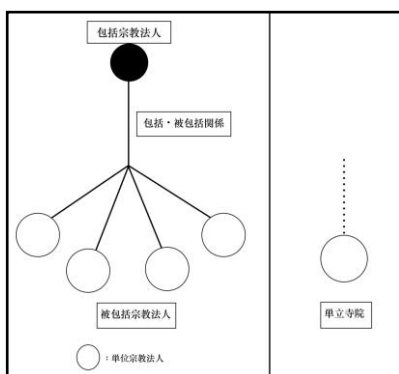 包括宗教法人
包括・被包括関係
被包括宗教法人
：単位宗教法人
単立寺院